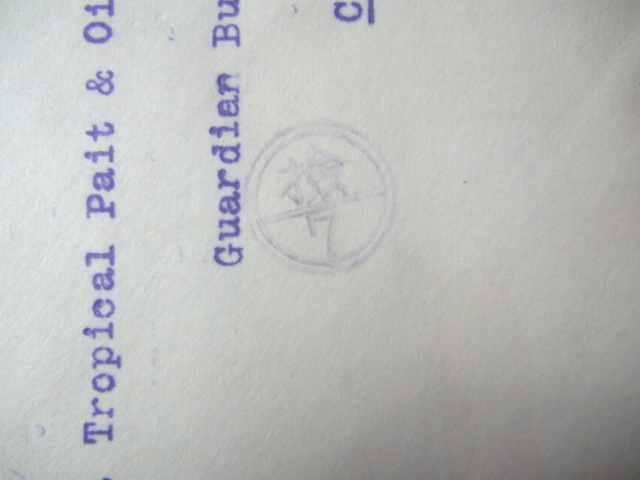 . Tropical Pait & Oi
Guardian Bu
C